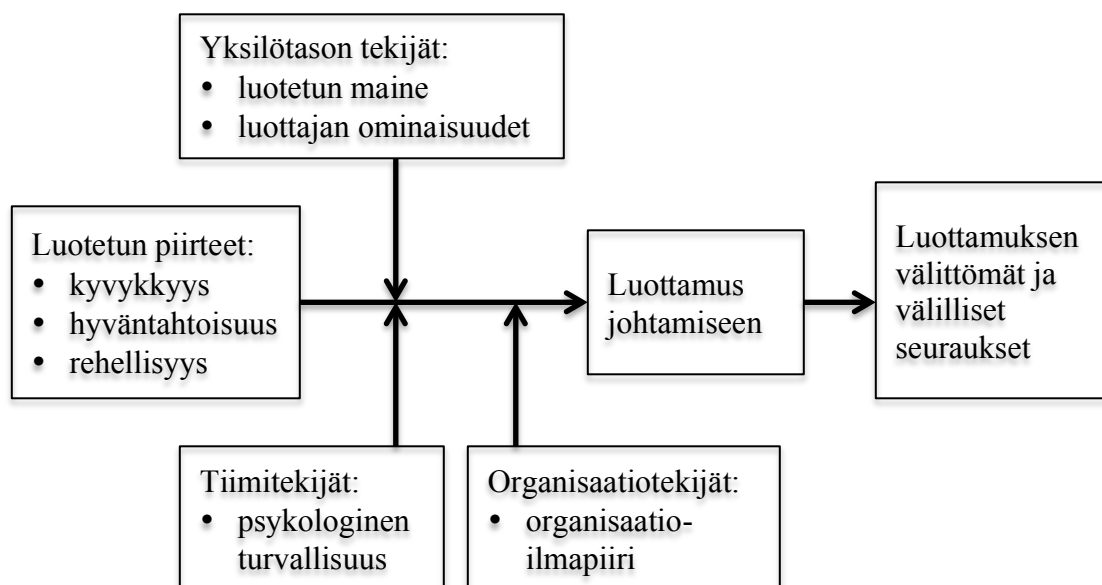 Yksilötason tekijät:
• luotetun maine
• luottajan ominaisuudet
Luotetun piirteet:
• kyvykkyys
• hyväntahtoisuus
• rehellisyys
Luottamus
johtamiseen
Luottamuksen
välittömät ja
välilliset
seuraukset
Tiimitekijät:
• psykologinen
turvallisuus
Organisaatiotekijät:
• organisaatio-
ilmapiiri